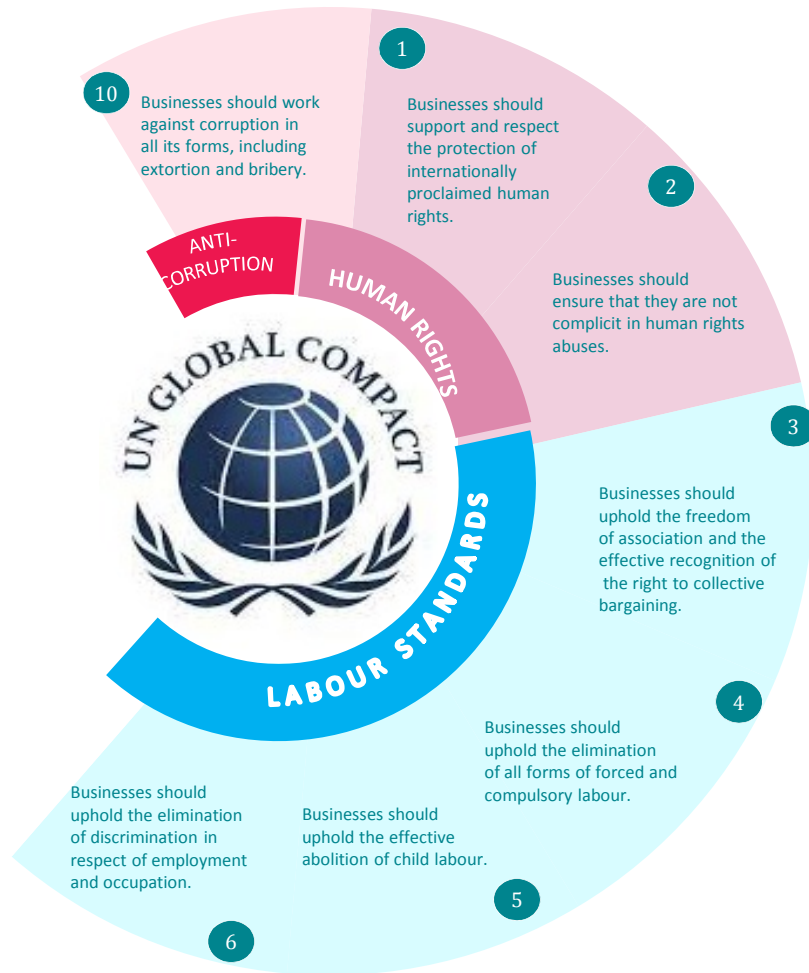 10
Businesses should work
against corruption in
all its forms, including
extortion and bribery.
1
Businesses should
support and respect
the protection of
internationally
proclaimed human
rights.
2
Businesses should
ensure that they are not
complicit in human rights
abuses.
ANTI-
CORRUPTION
HUMAN RIGHTS
UN GLOBAL COMPACT
3
Businesses should
uphold the freedom
of association and the
effective recognition of
the right to collective
bargaining.
LABOUR STANDARDS
4
Businesses should
uphold the elimination
of all forms of forced and
compulsory labour.
Businesses should
uphold the effective
abolition of child labour.
5
Businesses should
uphold the elimination
of discrimination in
respect of employment
and occupation.
6